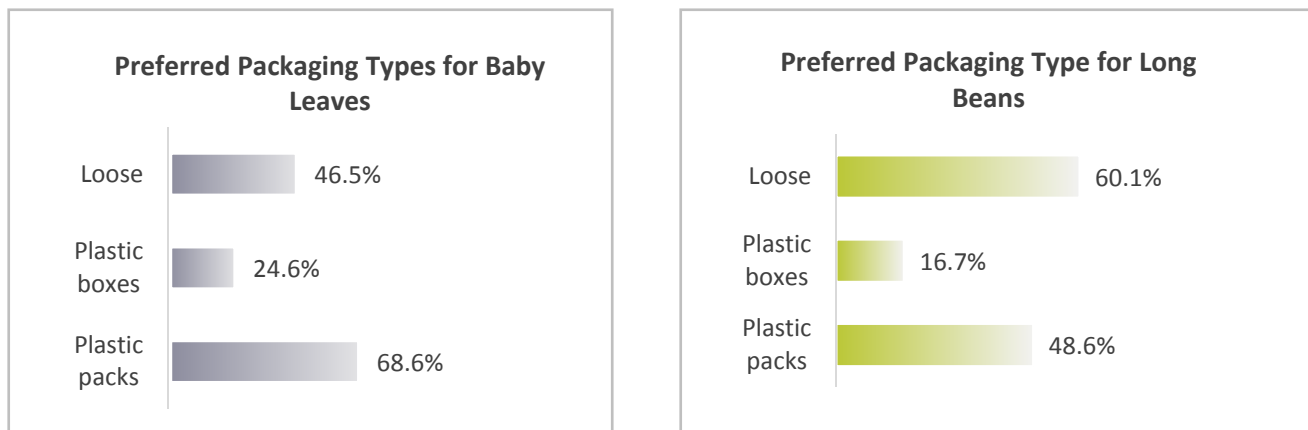 Preferred Packaging Types for Baby
Leaves
Loose
46.5%
Plastic
boxes
24.6%
Plastic
packs
68.6%
Preferred Packaging Type for Long
Beans
Loose
60.1%
Plastic
boxes
16.7%
Plastic
packs
48.6%